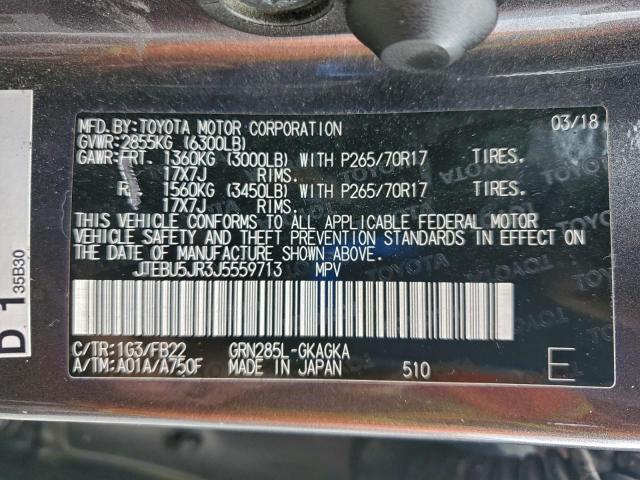 MFD.BY:TOYOTA MOTOR CORPORATION 03/18
GVWR:2855KG (6300LB)
GAWR:FRT. 1360KG (3000LB) WITH P265/70R17 TIRES.
17X7J RIMS.
RR. 1560KG (3450LB) WITH P265/70R17 TIRES.
17X7J RIMS.
THIS VEHICLE CONFORMS TO ALL APPLICABLE FEDERAL MOTOR
VEHICLE SAFETY AND THEFT PREVENTION STANDARDS IN EFFECT ON
THE DATE OF MANUFACTURE SHOWN ABOVE.
JTEBU5JR3J5559713 MPV
C/TR:1G3/FB22 GRN285L-GKAGKA
A/TM:A01A/A750F MADE IN JAPAN 510 E
D 1
35B30